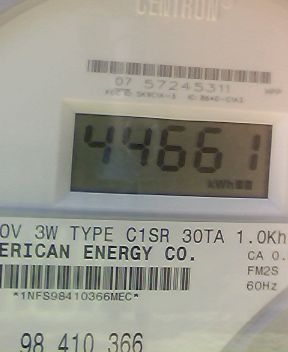 CENTRON®
07 57245311
44661
kWh
0V 3W TYPE C1SR 30TA 1.0Kh
ERICAN ENERGY CO.
CA 0.
FM2S
60Hz
*1NFS98410366MEC*
98 410 366